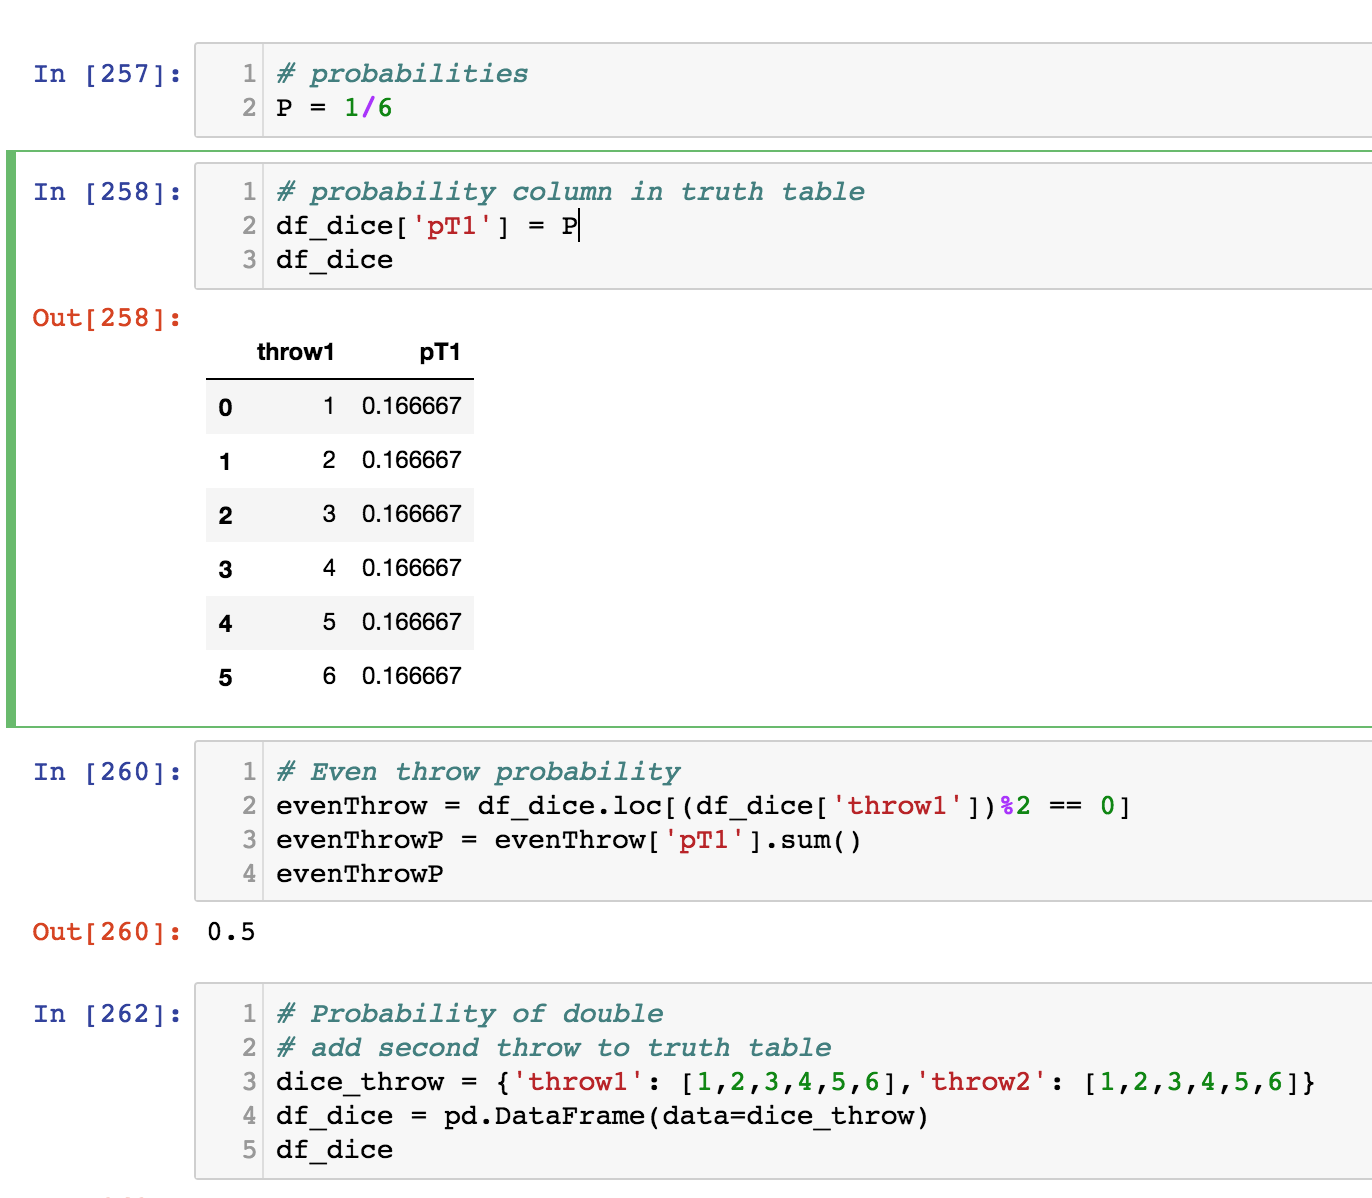 In [257]:
1 # probabilities
2 P = 1/6
In [258]:
1 # probability column in truth table
2 df_dice['pT1'] = P
3 df_dice
Out[258]:
throw1 pT1
0 1 0.166667
1 2 0.166667
2 3 0.166667
3 4 0.166667
4 5 0.166667
5 6 0.166667
In [260]:
1 # Even throw probability
2 evenThrow = df_dice.loc[(df_dice['throw1'])%2 == 0]
3 evenThrowP = evenThrow['pT1'].sum()
4 evenThrowP
Out[260]: 0.5
In [262]:
1 # Probability of double
2 # add second throw to truth table
3 dice_throw = {'throw1': [1,2,3,4,5,6],'throw2': [1,2,3,4,5,6]}
4 df_dice = pd.DataFrame(data=dice_throw)
5 df_dice